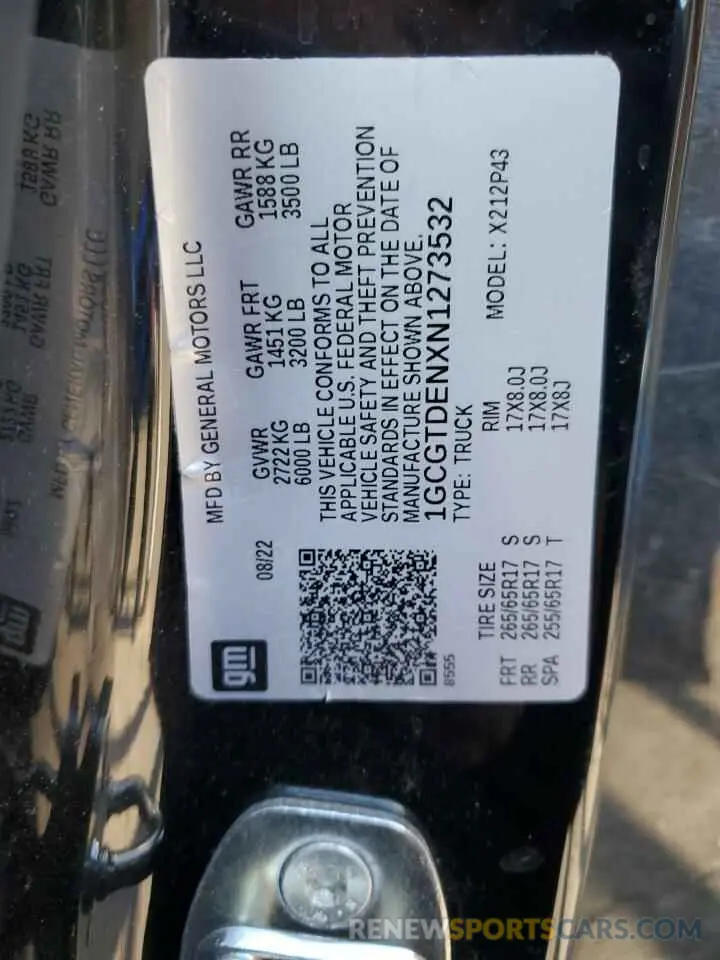 gm
08/22
MFD BY GENERAL MOTORS LLC
GVWR GAWR FRT GAWR RR
2722 KG 1451 KG 1588 KG
6000 LB 3200 LB 3500 LB
THIS VEHICLE CONFORMS TO ALL
APPLICABLE U.S. FEDERAL MOTOR
VEHICLE SAFETY AND THEFT PREVENTION
STANDARDS IN EFFECT ON THE DATE OF
MANUFACTURE SHOWN ABOVE.
1GCGTDENXN1273532
TYPE: TRUCK MODEL: X212P43
8555
TIRE SIZE RIM
FRT 265/65R17 S 17X8.0J
RR 265/65R17 S 17X8.0J
SPA 255/65R17 T 17X8J
RENEWSPORTSCARS.COM